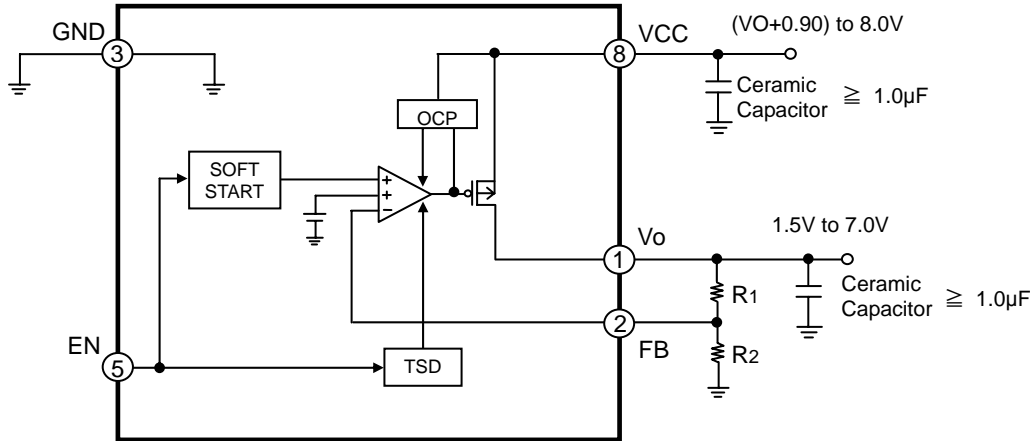 GND
3
VCC
8
(VO+0.90) to 8.0V
Ceramic
Capacitor ≧ 1.0μF
OCP
SOFT
START
+
+
−
Vo
1
1.5V to 7.0V
Ceramic
Capacitor ≧ 1.0μF
R1
2
FB
R2
EN
5
TSD